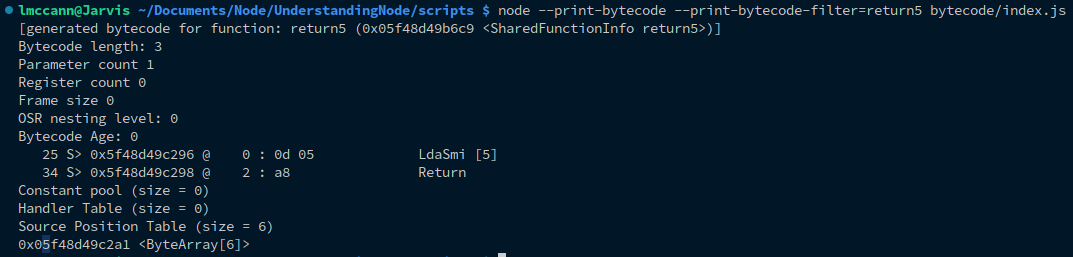 lmccann@Jarvis ~/Documents/Node/UnderstandingNode/scripts $ node --print-bytecode --print-bytecode-filter=return5 bytecode/index.js
[generated bytecode for function: return5 (0x05f48d49b6c9 <SharedFunctionInfo return5>)]
Bytecode length: 3
Parameter count 1
Register count 0
Frame size 0
OSR nesting level: 0
Bytecode Age: 0
   25 S> 0x5f48d49c296 @    0 : 0d 05             LdaSmi [5]
   34 S> 0x5f48d49c298 @    2 : a8                Return
Constant pool (size = 0)
Handler Table (size = 0)
Source Position Table (size = 6)
0x05f48d49c2a1 <ByteArray[6]>